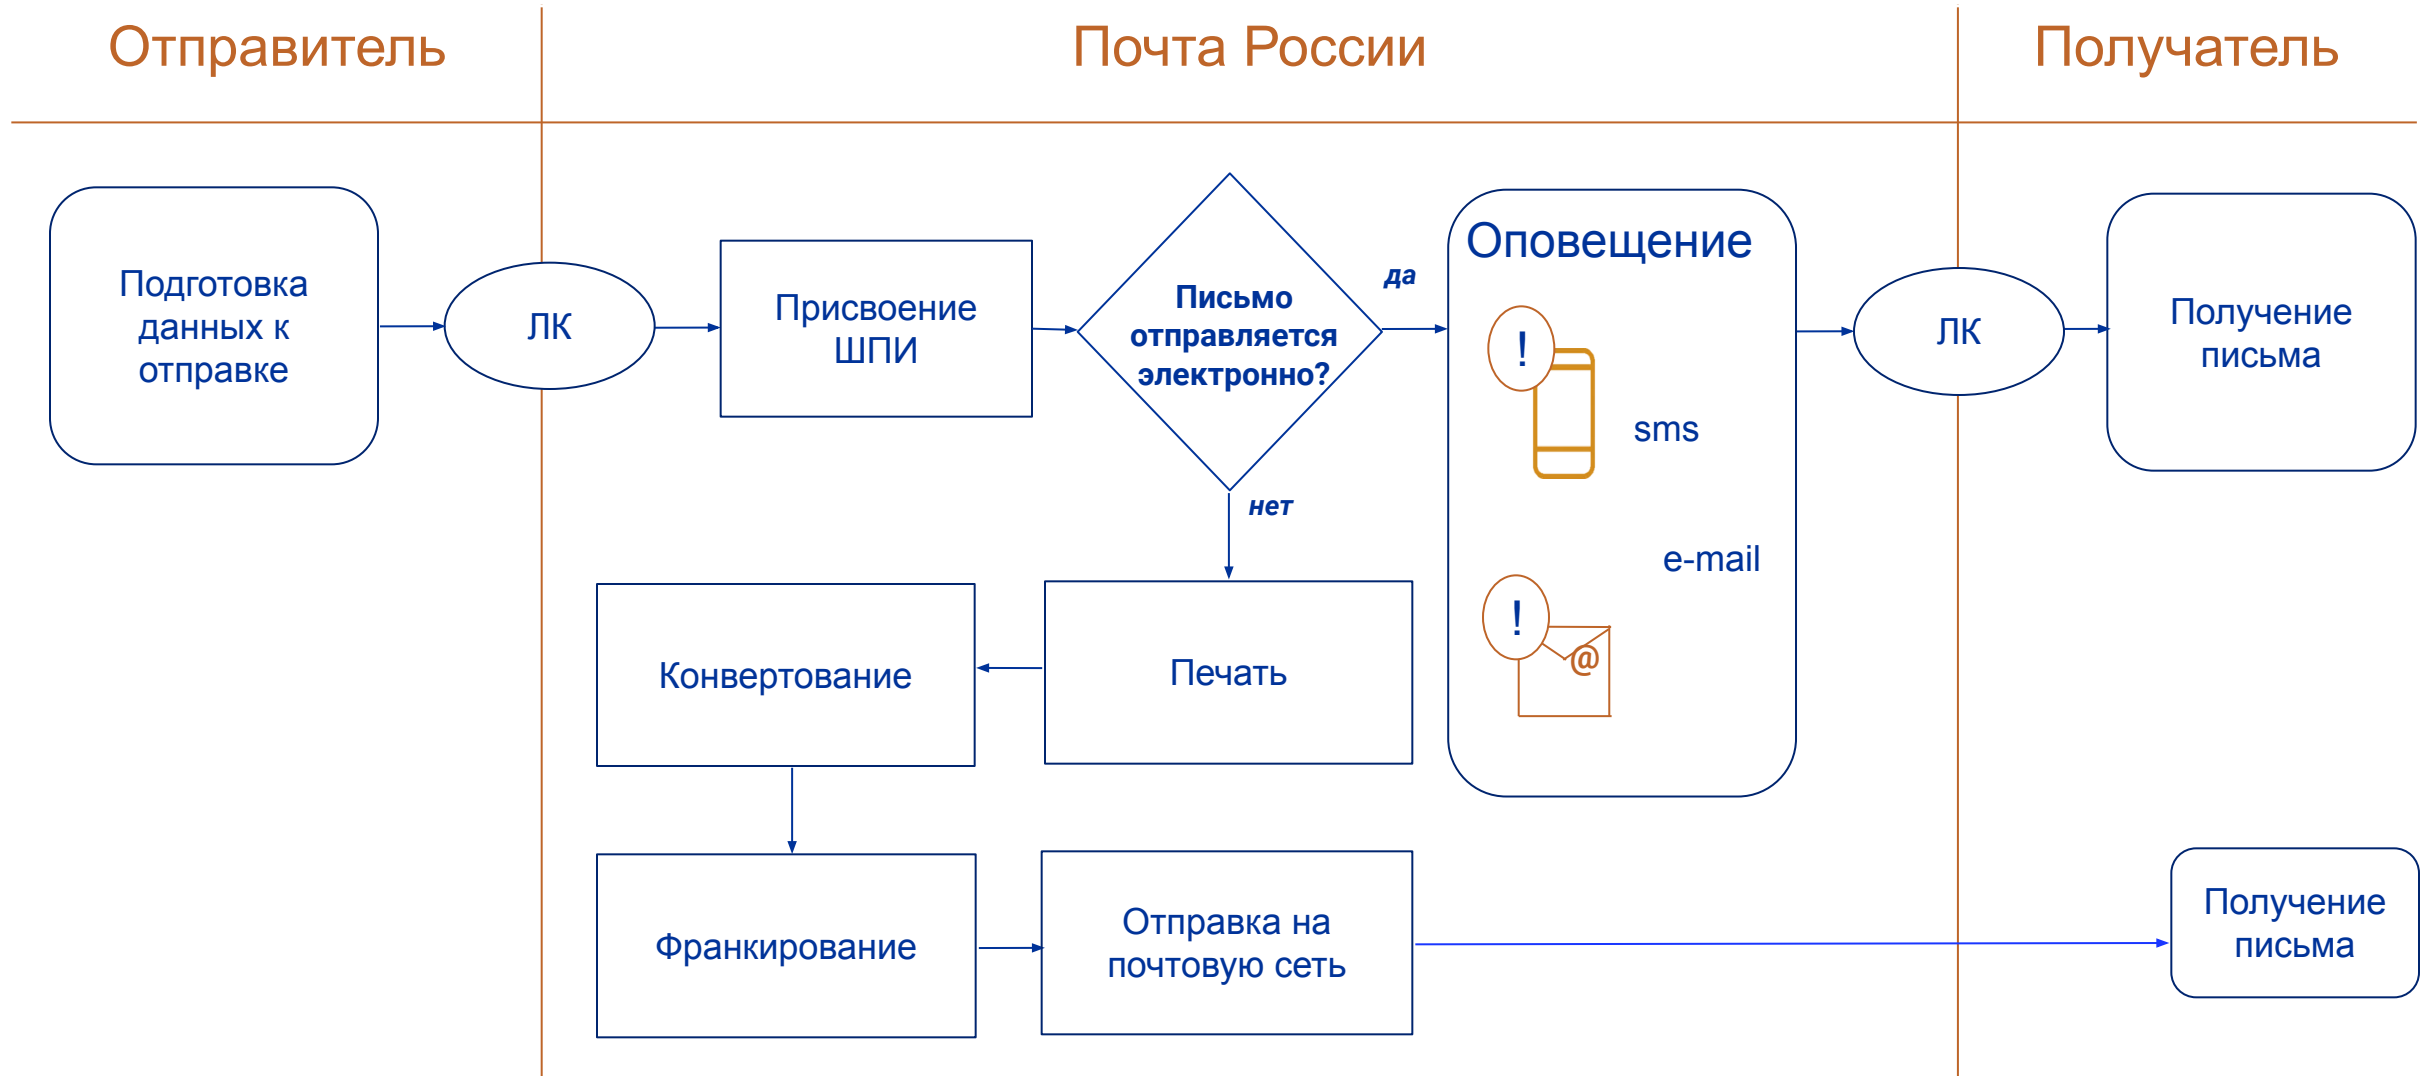 Отправитель
Почта России
Получатель
Подготовка
данных к
отправке
ЛК
Присвоение
ШПИ
Письмо
отправляется
электронно?
да
нет
Оповещение
!
sms
e-mail
!
@
ЛК
Получение
письма
Печать
Конвертование
Франкирование
Отправка на
почтовую сеть
Получение
письма